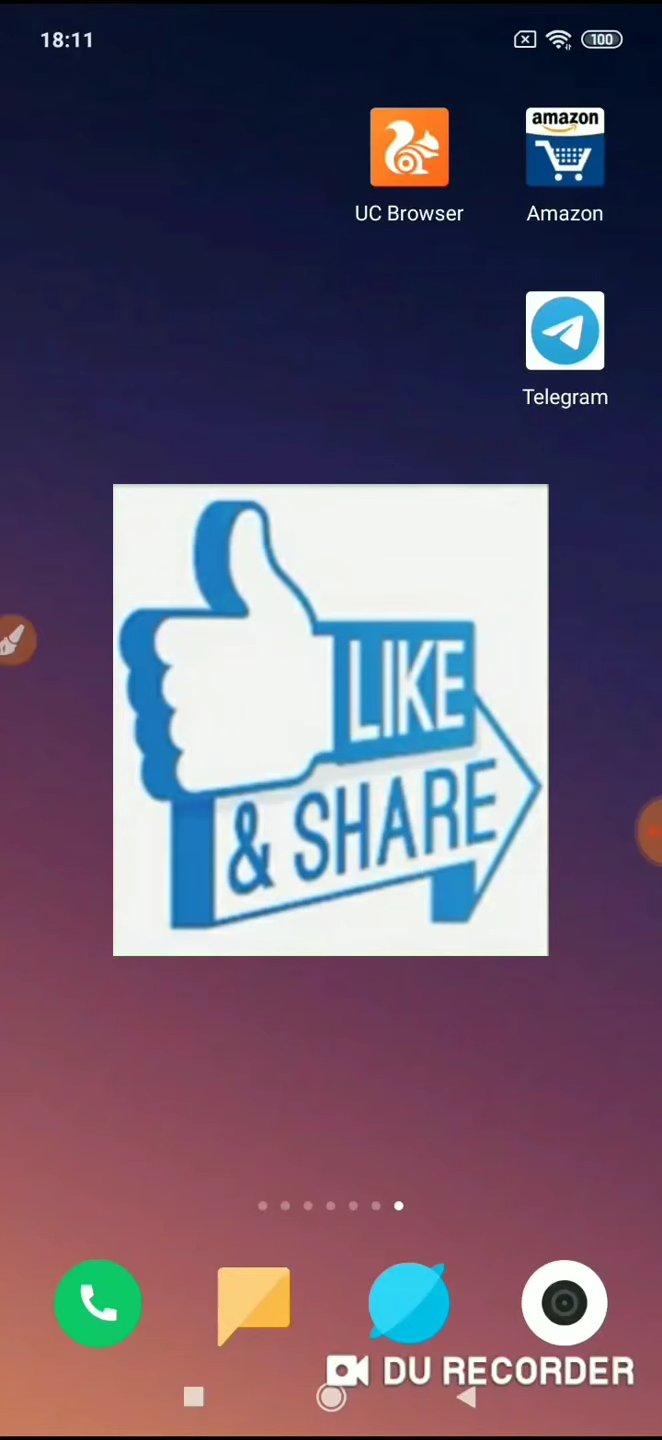 18:11
100
amazon
UC Browser
Amazon
Telegram
LIKE
& SHARE
DU RECORDER